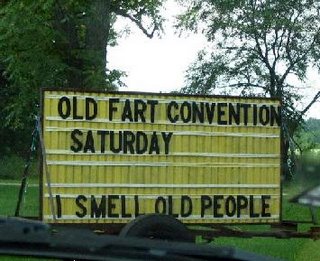 OLD FART CONVENTION
SATURDAY
I SMELL OLD PEOPLE